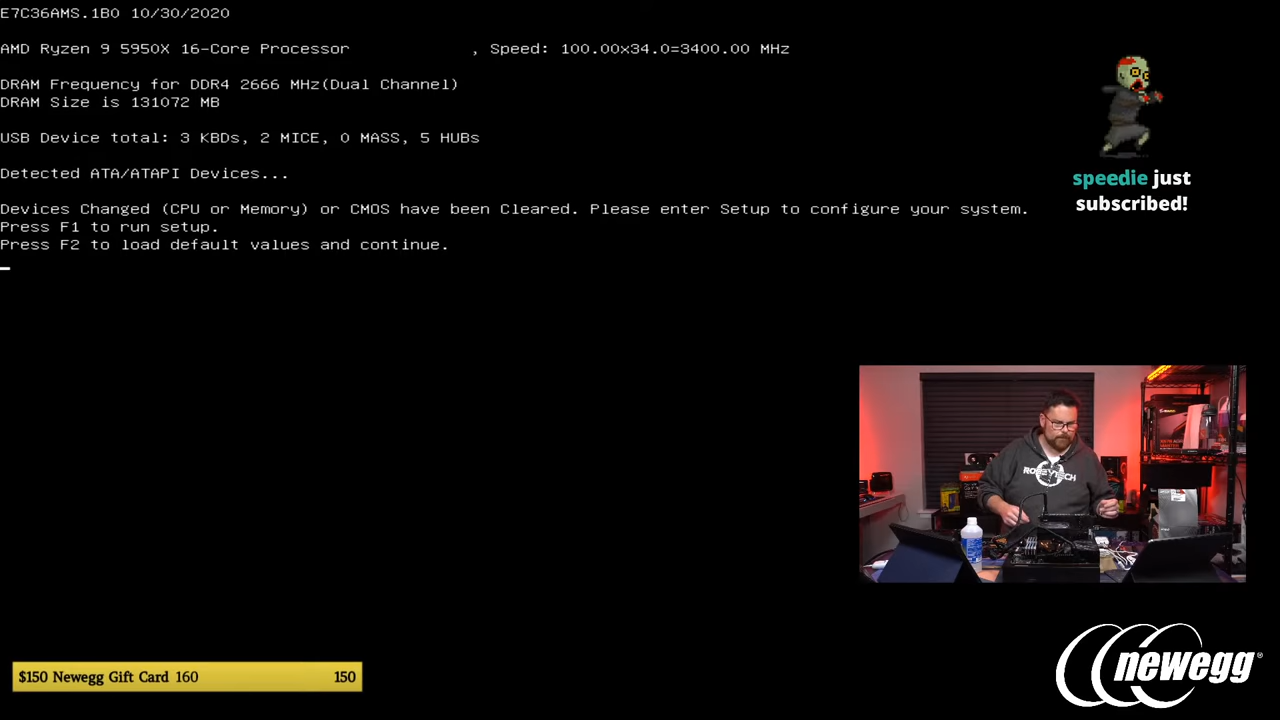 E7C36AMS.1B0 10/30/2020
AMD Ryzen 9 5950X 16-Core Processor , Speed: 100.00x34.0=3400.00 MHz
DRAM Frequency for DDR4 2666 MHz(Dual Channel)
DRAM Size is 131072 MB
USB Device total: 3 KBDs, 2 MICE, 0 MASS, 5 HUBs
Detected ATA/ATAPI Devices...
Devices Changed (CPU or Memory) or CMOS have been Cleared. Please enter Setup to configure your system.
Press F1 to run setup.
Press F2 to load default values and continue.
speedie just
subscribed!
ROBEYTECH
$150 Newegg Gift Card 160 150
newegg®